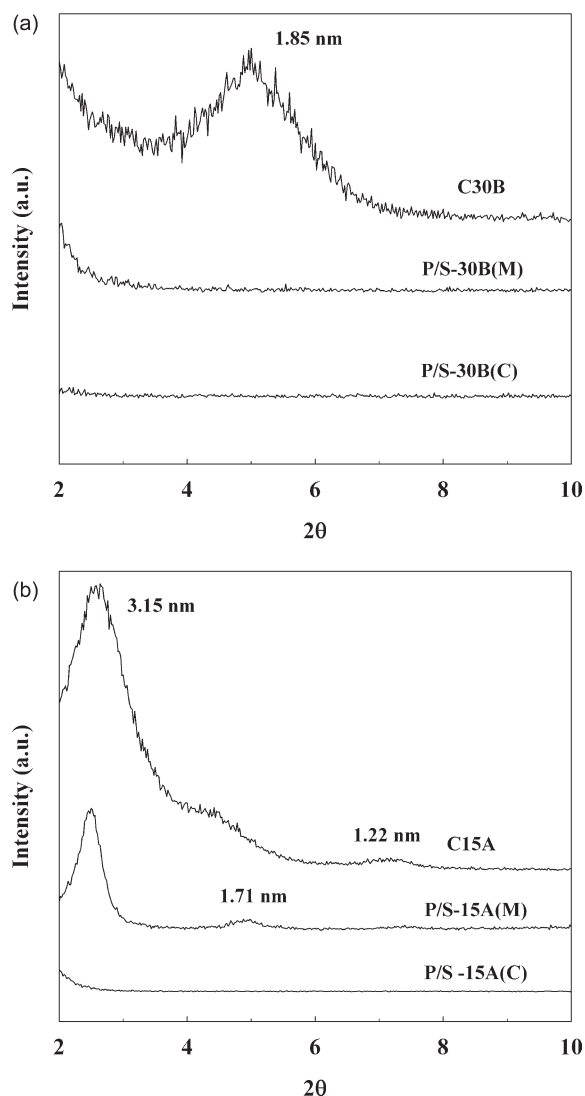 (a)
1.85 nm
C30B
P/S-30B(M)
P/S-30B(C)
Intensity (a.u.)
2 4 6 8 10
2θ
(b)
3.15 nm
1.22 nm
C15A
1.71 nm
P/S-15A(M)
P/S -15A(C)
Intensity (a.u.)
2 4 6 8 10
2θ